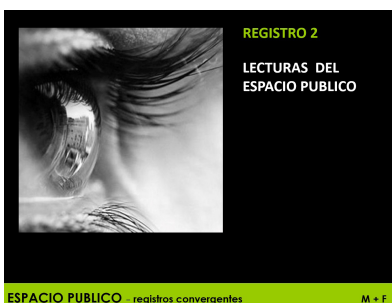 REGISTRO 2
LECTURAS DEL
ESPACIO PUBLICO
ESPACIO PUBLICO – registros convergentes
M + F